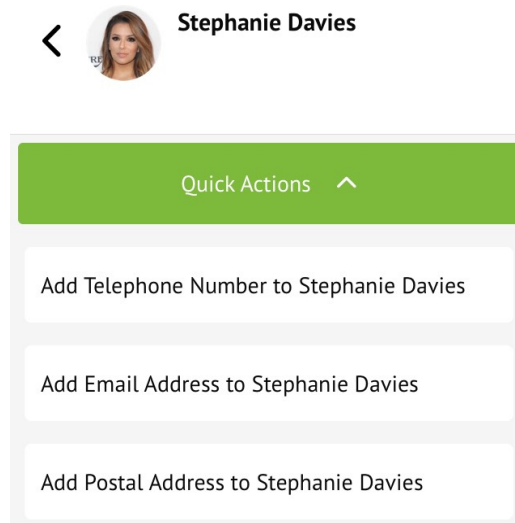 Stephanie Davies
Quick Actions
Add Telephone Number to Stephanie Davies
Add Email Address to Stephanie Davies
Add Postal Address to Stephanie Davies